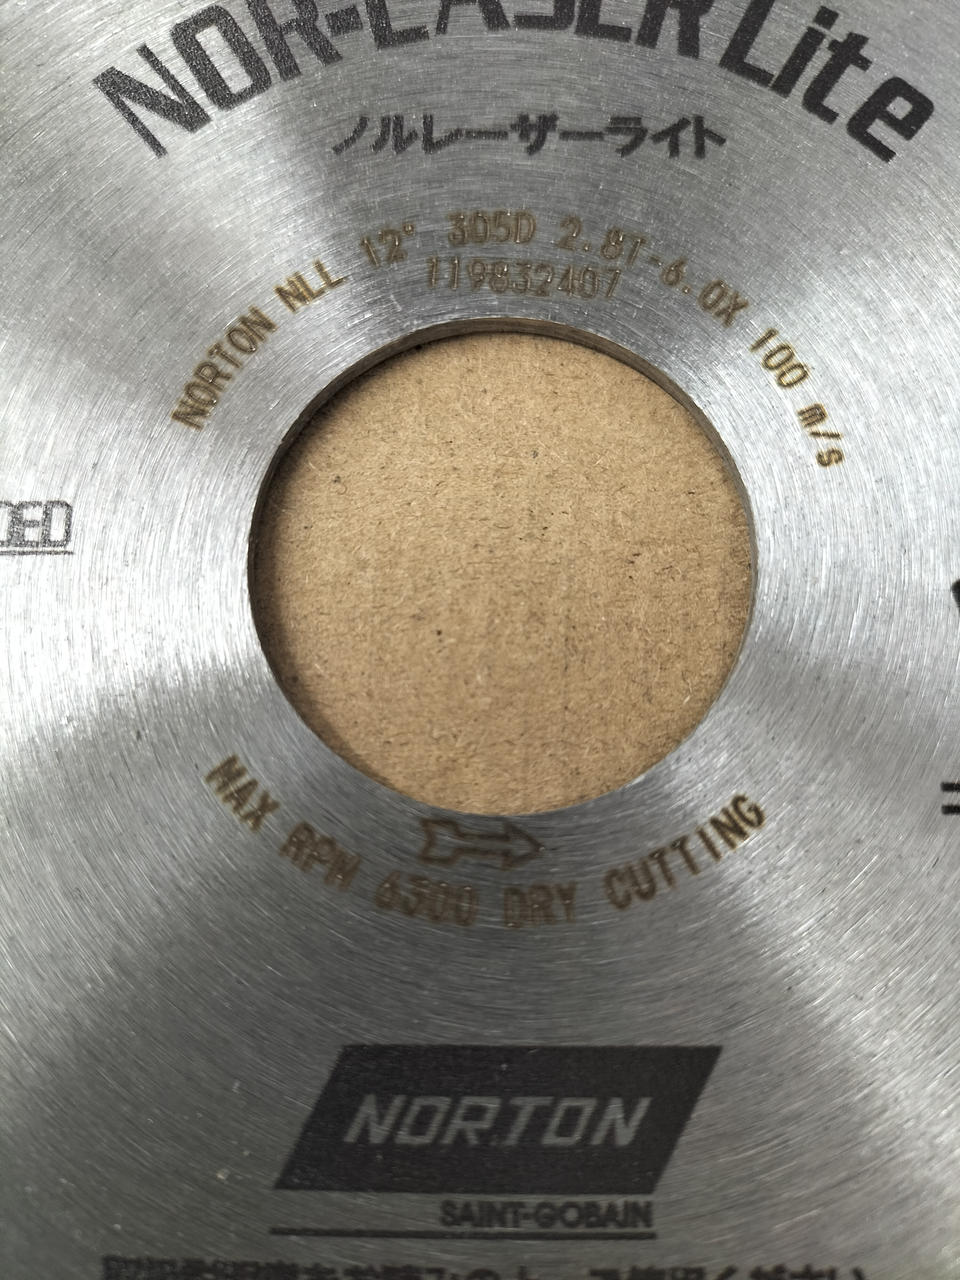 NOR-LASER Lite
ノルレーザーライト
NORTON NLL 12" 305D 2.8T-6.0X 100 m/s
119832407
MAX RPM 6300 DRY CUTTING
NORTON
SAINT-GOBAIN